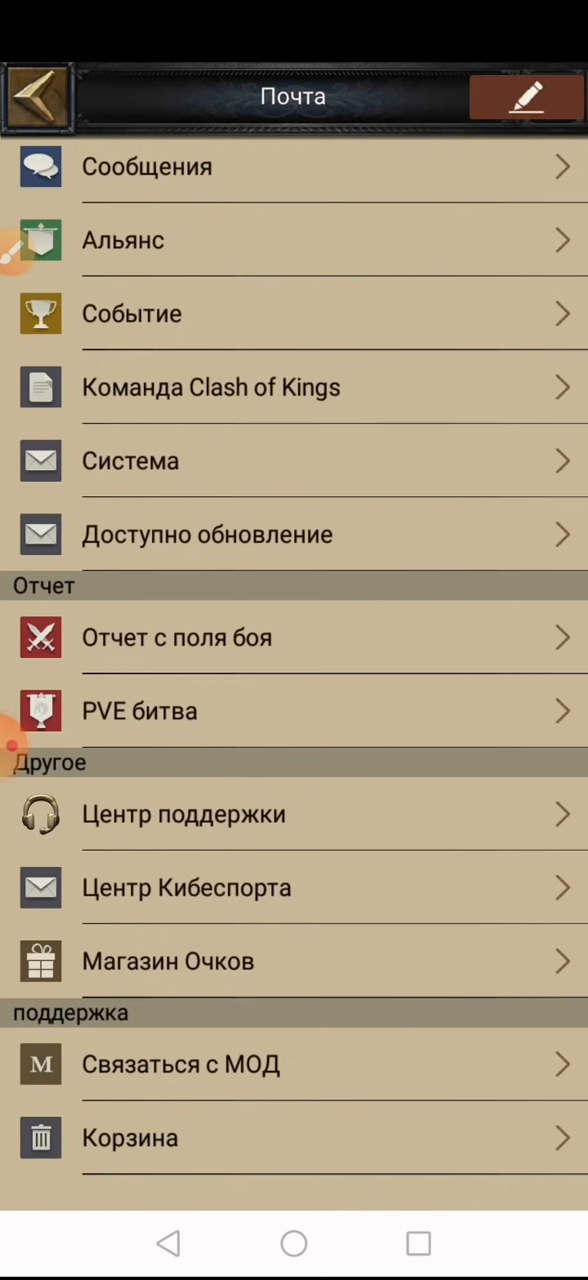 Почта
Сообщения
Альянс
Событие
Команда Clash of Kings
Система
Доступно обновление
Отчет
Отчет с поля боя
PVE битва
Другое
Центр поддержки
Центр Кибеспорта
Магазин Очков
поддержка
M
Связаться с МОД
Корзина